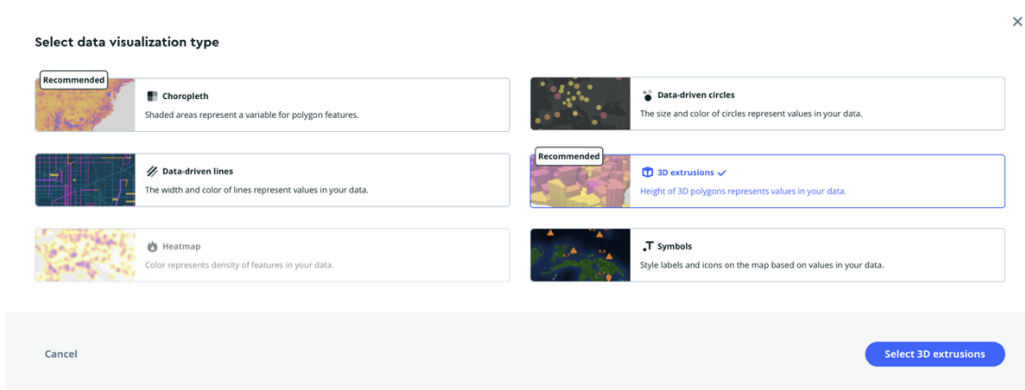 Select data visualization type
Recommended
Choropleth
Shaded areas represent a variable for polygon features.
Data-driven circles
The size and color of circles represent values in your data.
Data-driven lines
The width and color of lines represent values in your data.
Recommended
3D extrusions
Height of 3D polygons represents values in your data.
Heatmap
Color represents density of features in your data.
Symbols
Style labels and icons on the map based on values in your data.
Cancel
Select 3D extrusions